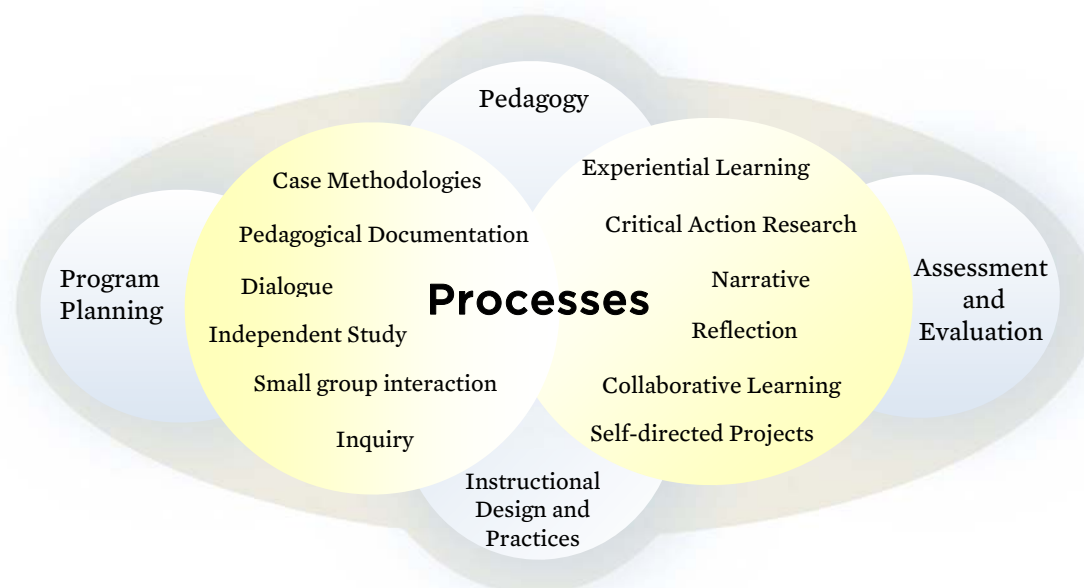 Pedagogy
Case Methodologies
Pedagogical Documentation
Dialogue
Independent Study
Small group interaction
Inquiry
Processes
Experiential Learning
Critical Action Research
Narrative
Reflection
Collaborative Learning
Self-directed Projects
Program
Planning
Assessment
and
Evaluation
Instructional
Design and
Practices